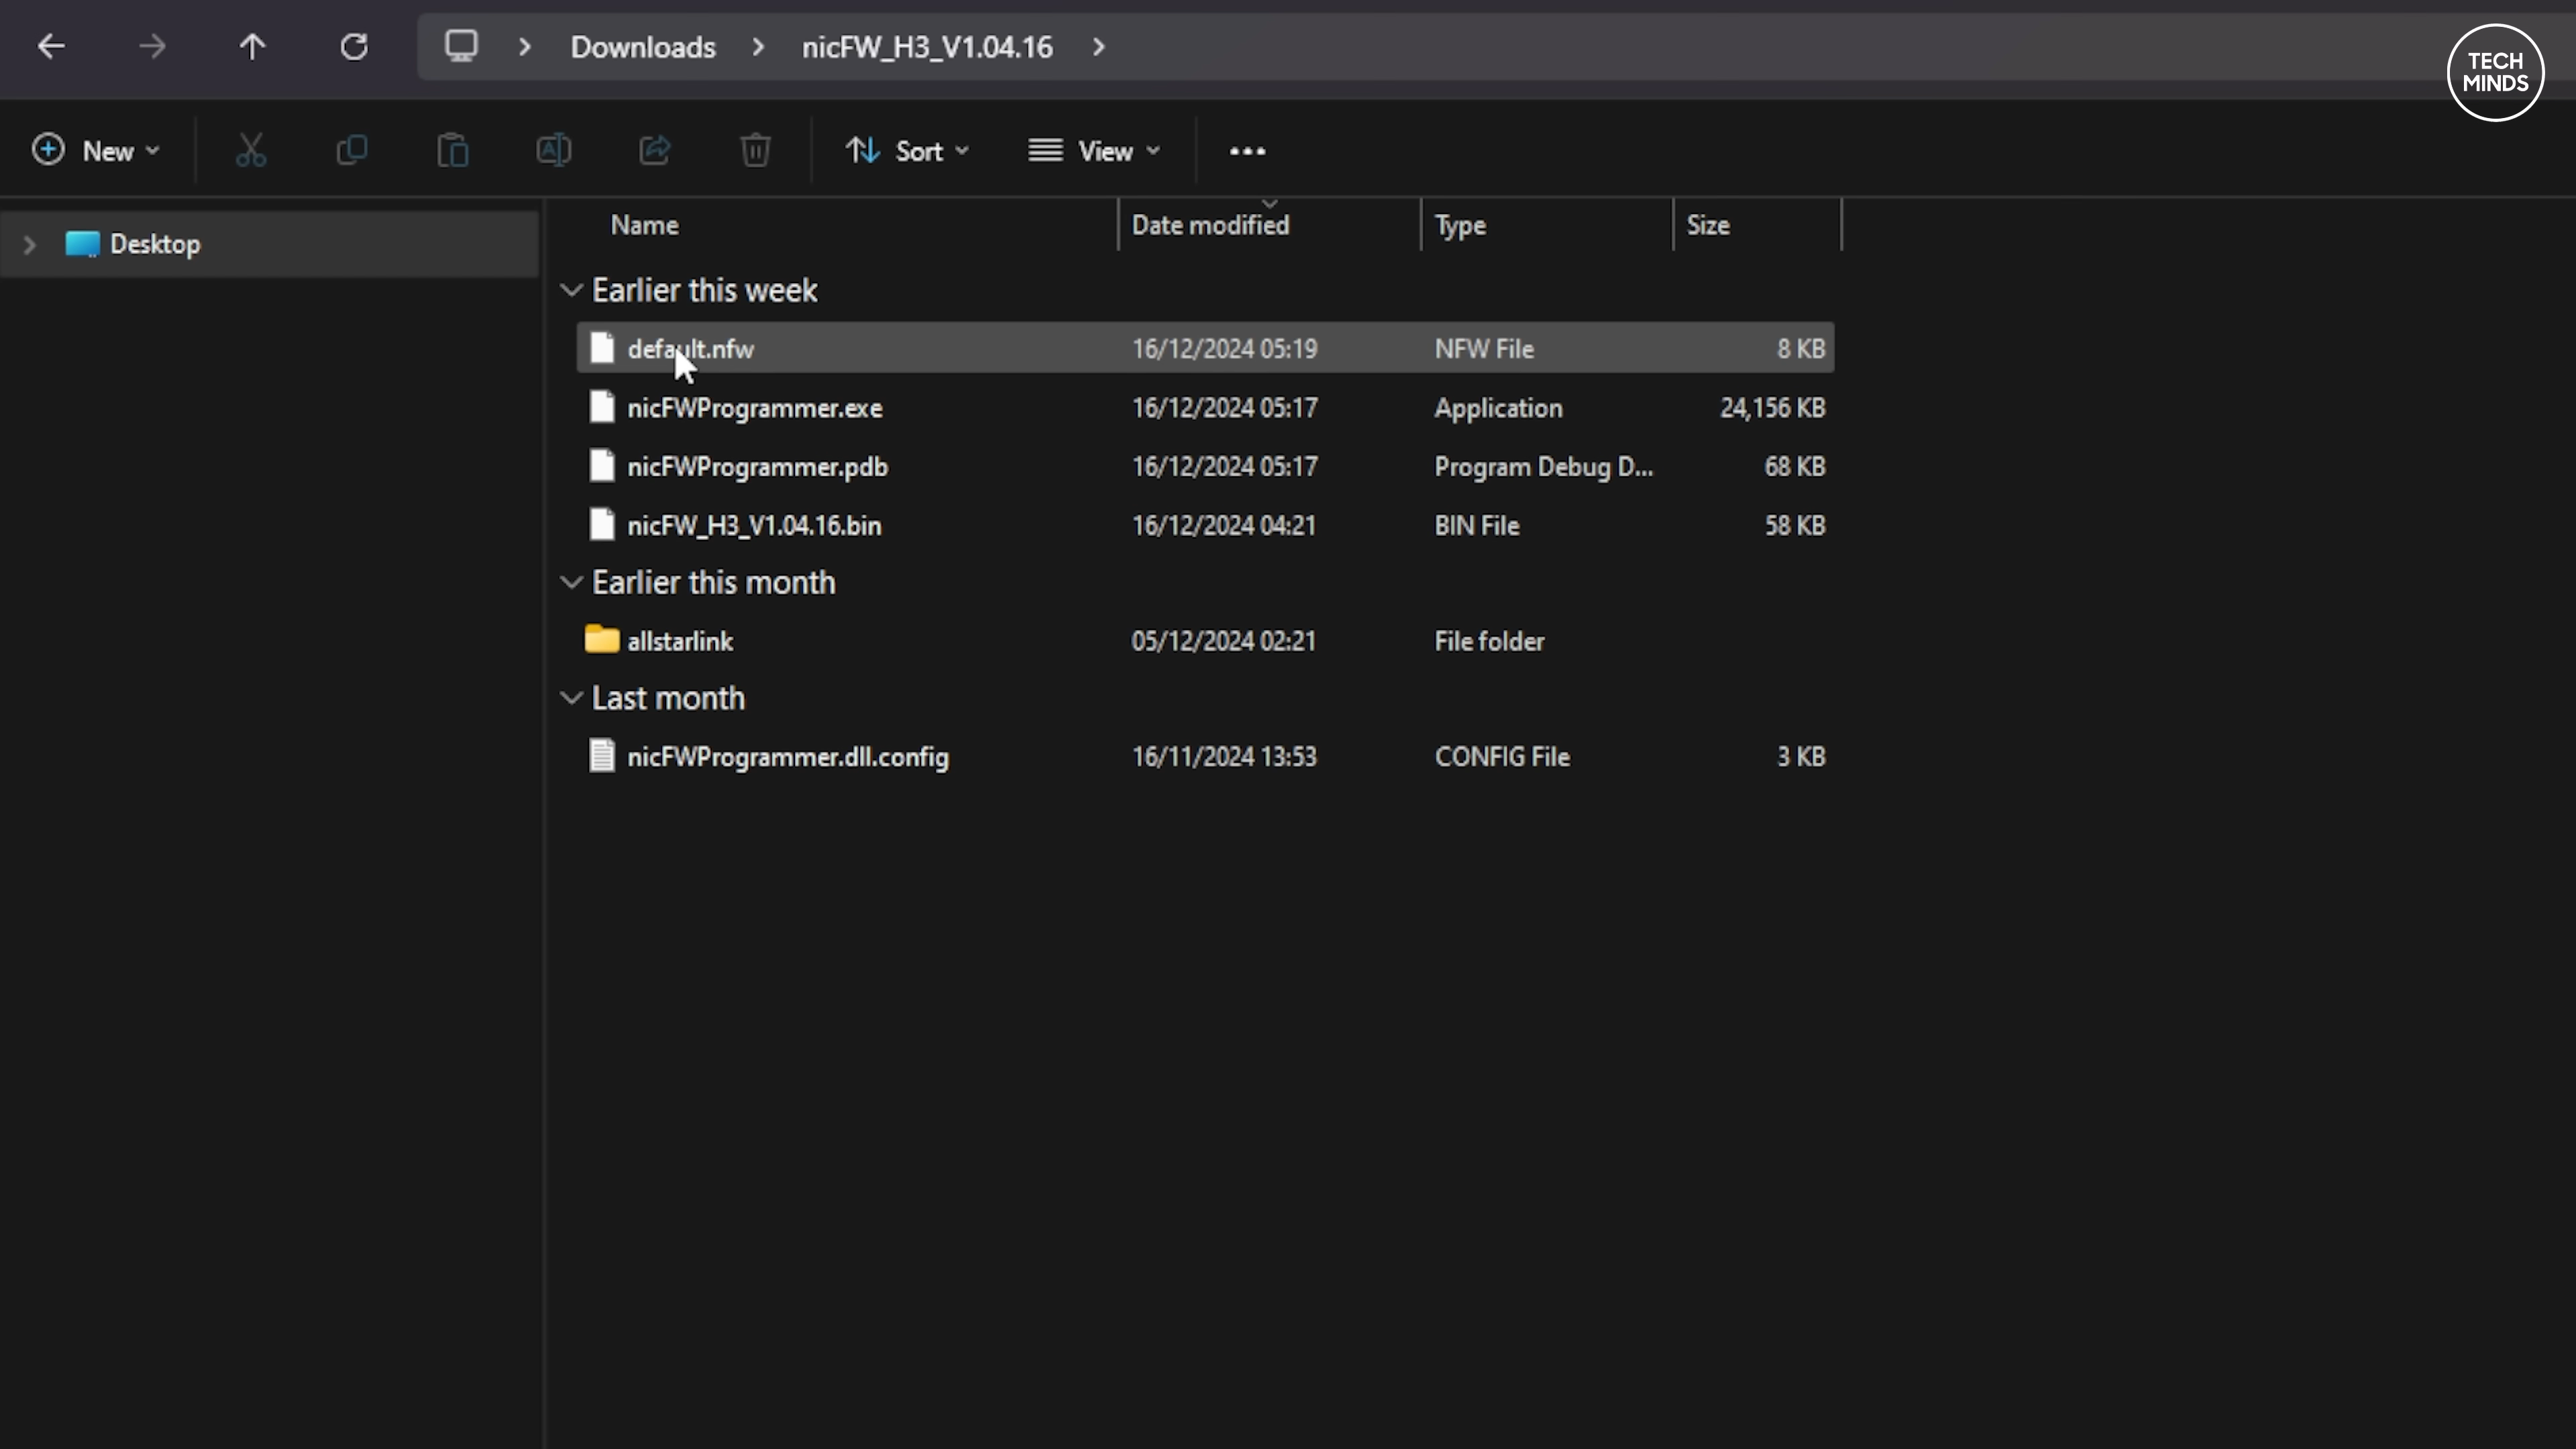 Downloads > nicFW_H3_V1.04.16 >
TECH
MINDS
New Sort View
Desktop
Name Date modified Type Size
Earlier this week
default.nfw 16/12/2024 05:19 NFW File 8 KB
nicFWProgrammer.exe 16/12/2024 05:17 Application 24,156 KB
nicFWProgrammer.pdb 16/12/2024 05:17 Program Debug D... 68 KB
nicFW_H3_V1.04.16.bin 16/12/2024 04:21 BIN File 58 KB
Earlier this month
allstarlink 05/12/2024 02:21 File folder
Last month
nicFWProgrammer.dll.config 16/11/2024 13:53 CONFIG File 3 KB